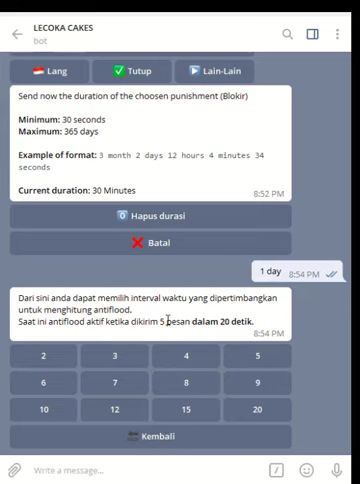 LECOKA CAKES
bot
Lang
Tutup
Lain-Lain
Send now the duration of the choosen punishment (Blokir)
Minimum: 30 seconds
Maximum: 365 days
Example of format: 3 month 2 days 12 hours 4 minutes 34
seconds
Current duration: 30 Minutes
8:52 PM
0 Hapus durasi
Batal
1 day 8:54 PM
Dari sini anda dapat memilih interval waktu yang dipertimbangkan
untuk menghitung antiflood.
Saat ini antiflood aktif ketika dikirim 5 pesan dalam 20 detik.
8:54 PM
2 3 4 5
6 7 8 9
10 12 15 20
Kembali
Write a message...